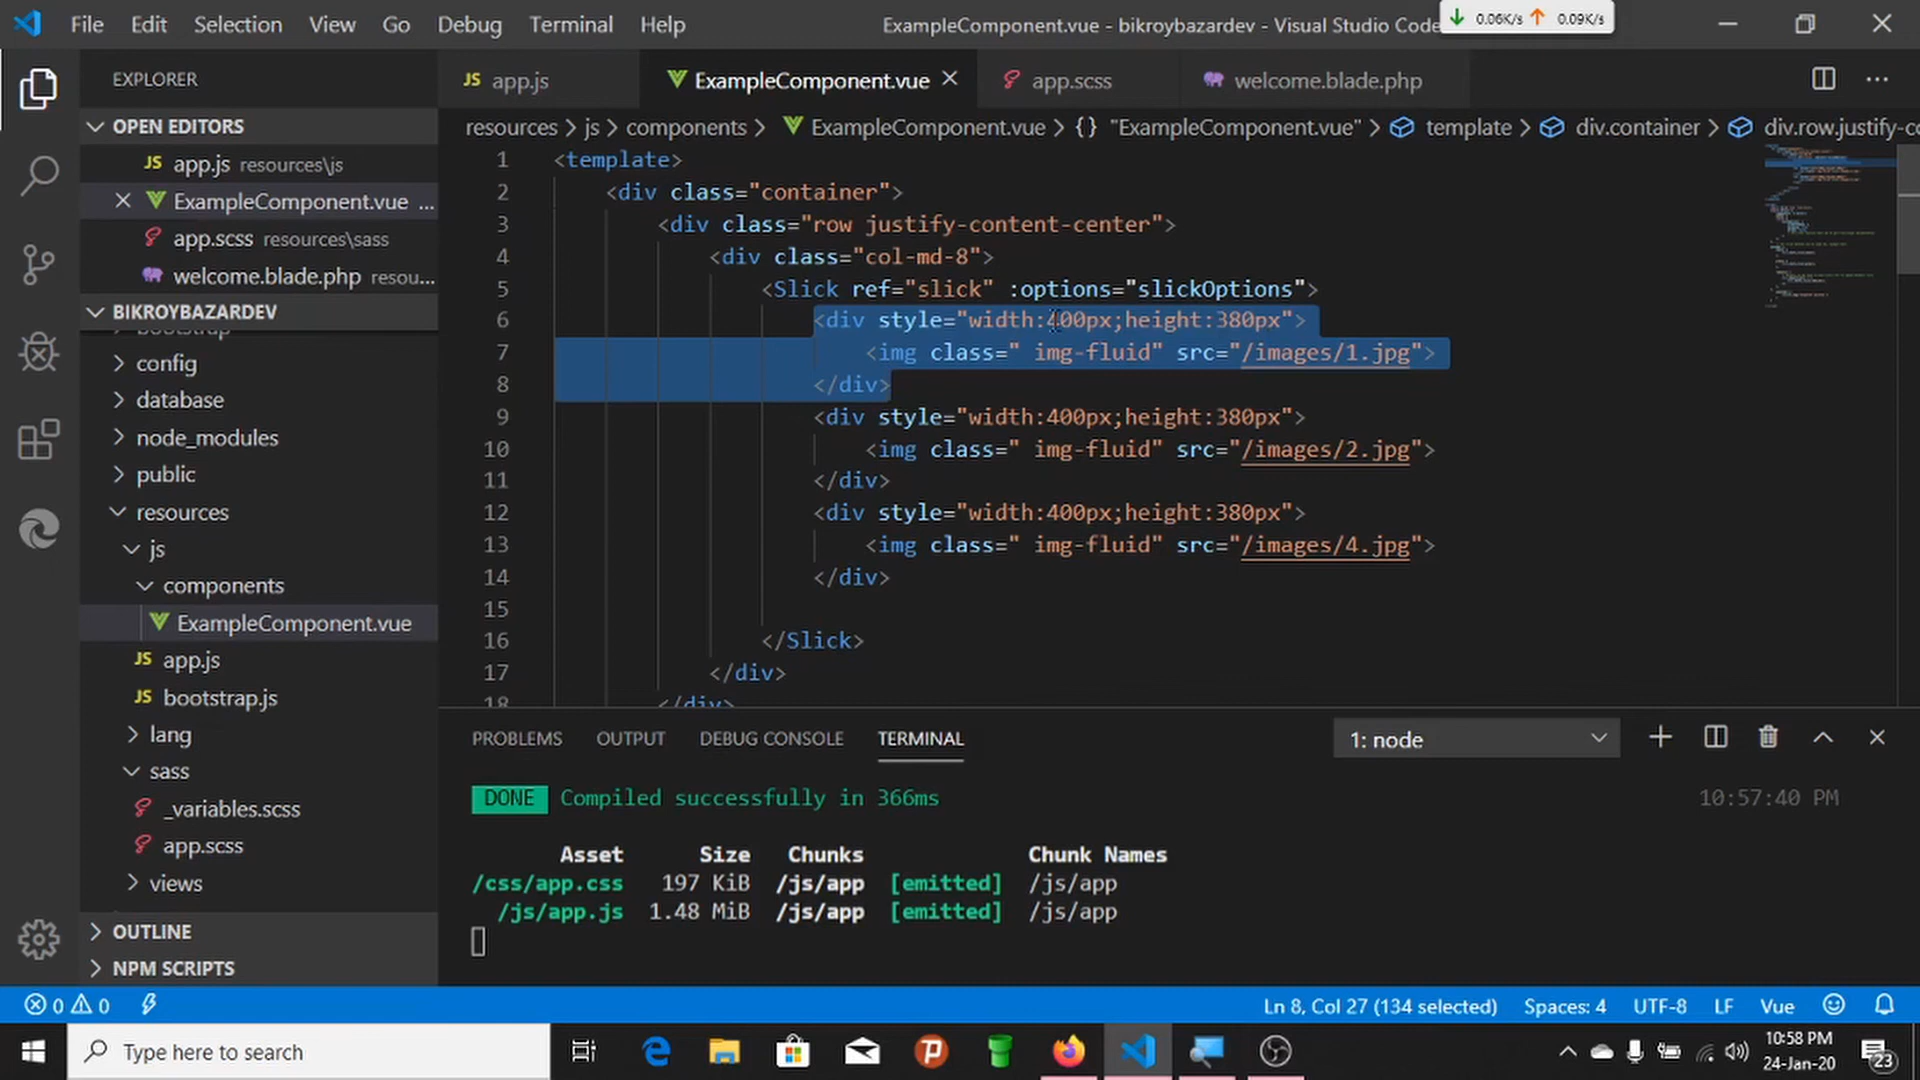 File Edit Selection View Go Debug Terminal Help
ExampleComponent.vue - bikroybazardev - Visual Studio Code
0.06K/s 0.09K/s
EXPLORER
JS app.js
ExampleComponent.vue
app.scss
welcome.blade.php
OPEN EDITORS
JS app.js resources\js
ExampleComponent.vue ...
app.scss resources\sass
welcome.blade.php resou...
BIKROYBAZARDEV
bootstrap
config
database
node_modules
public
resources
js
components
ExampleComponent.vue
JS app.js
JS bootstrap.js
lang
sass
_variables.scss
app.scss
views
OUTLINE
NPM SCRIPTS
resources > js > components > ExampleComponent.vue > {} "ExampleComponent.vue" > template > div.container > div.row.justify-co
1 <template>
2 <div class="container">
3 <div class="row justify-content-center">
4 <div class="col-md-8">
5 <Slick ref="slick" :options="slickOptions">
6 <div style="width:400px;height:380px">
7 <img class=" img-fluid" src="/images/1.jpg">
8 </div>
9 <div style="width:400px;height:380px">
10 <img class=" img-fluid" src="/images/2.jpg">
11 </div>
12 <div style="width:400px;height:380px">
13 <img class=" img-fluid" src="/images/4.jpg">
14 </div>
15
16 </Slick>
17 </div>
18 </div>
PROBLEMS OUTPUT DEBUG CONSOLE TERMINAL
1: node
DONE Compiled successfully in 366ms 10:57:40 PM
Asset Size Chunks Chunk Names
/css/app.css 197 KiB /js/app [emitted] /js/app
/js/app.js 1.48 MiB /js/app [emitted] /js/app
0 0
Ln 8, Col 27 (134 selected) Spaces: 4 UTF-8 LF Vue
Type here to search
10:58 PM
24-Jan-20
23